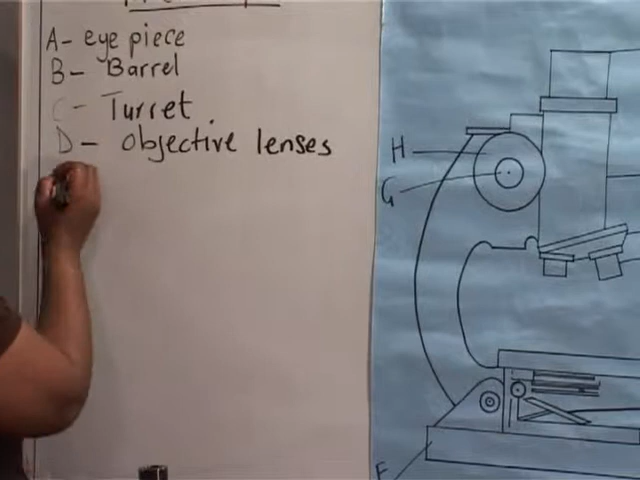 A- eye piece
B- Barrel
C- Turret.
D- Objective lenses
H
G
F